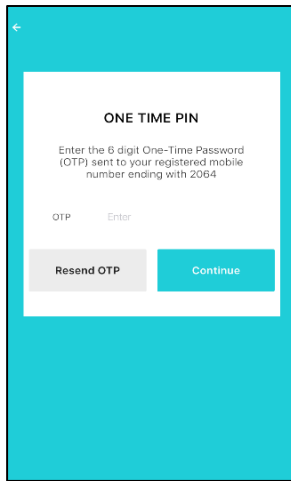 ONE TIME PIN
Enter the 6 digit One-Time Password
(OTP) sent to your registered mobile
number ending with 2064
OTP Enter
Resend OTP Continue